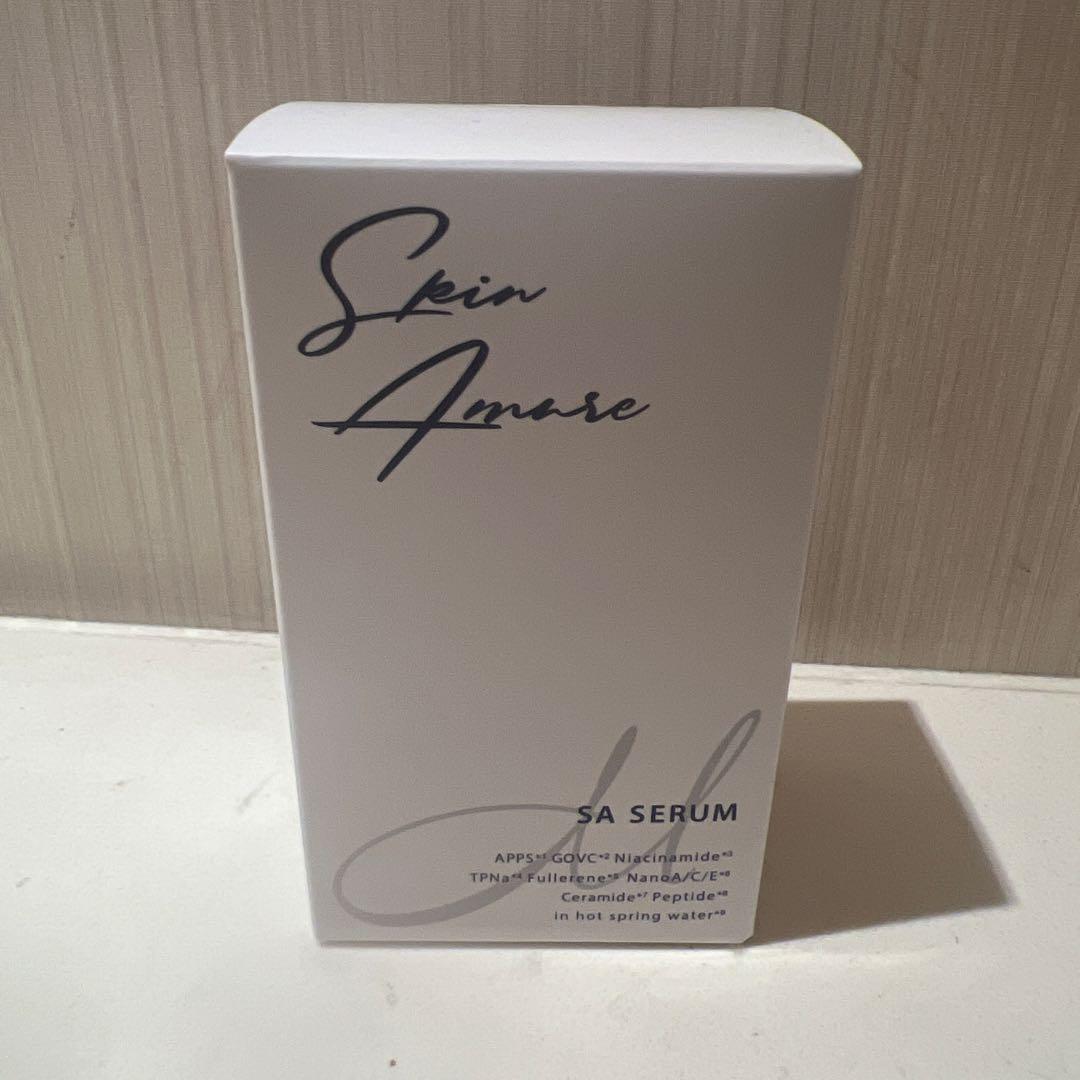 Skin
Amure
SA SERUM
APPS*1 GOVC*2 Niacinamide*3
TPNa*4 Fullerene*5 NanoA/C/E*6
Ceramide*7 Peptide*8
in hot spring water*9